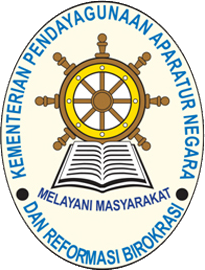 KEMENTERIAN PENDAYAGUNAAN APARATUR NEGARA
MELAYANI MASYARAKAT
DAN REFORMASI BIROKRASI